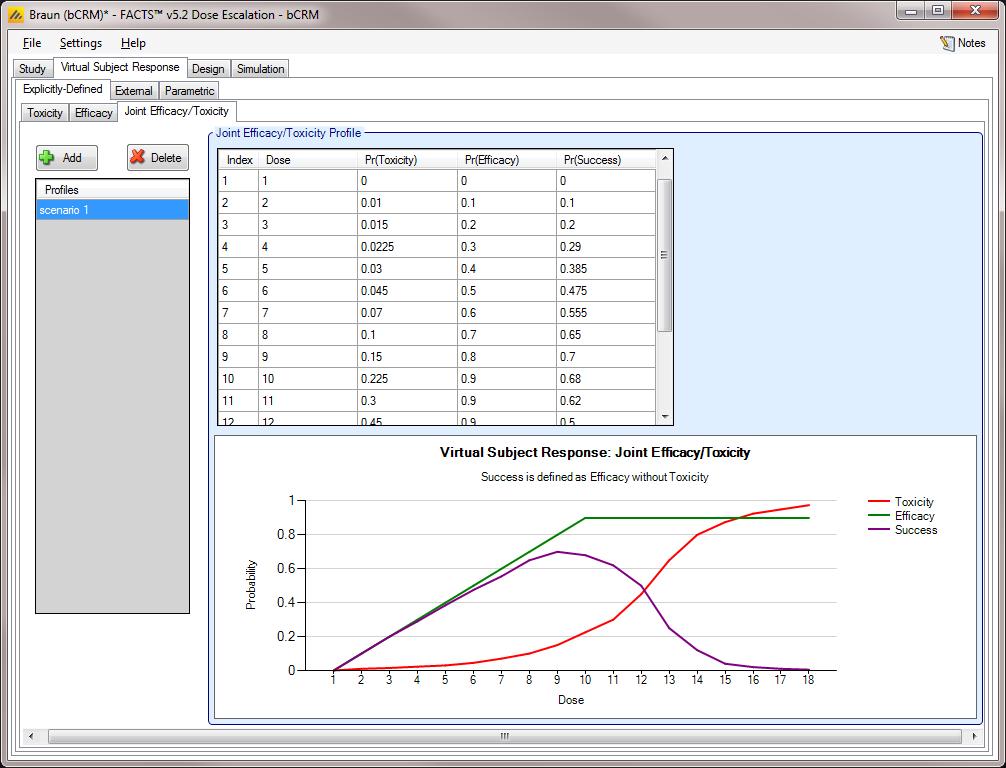 Braun (bCRM)* - FACTS™ v5.2 Dose Escalation - bCRM
File Settings Help Notes
Study Virtual Subject Response Design Simulation
Explicitly-Defined External Parametric
Toxicity Efficacy Joint Efficacy/Toxicity
Add Delete
Profiles
scenario 1
Joint Efficacy/Toxicity Profile
Index Dose Pr(Toxicity) Pr(Efficacy) Pr(Success)
1 1 0 0 0
2 2 0.01 0.1 0.1
3 3 0.015 0.2 0.2
4 4 0.0225 0.3 0.29
5 5 0.03 0.4 0.385
6 6 0.045 0.5 0.475
7 7 0.07 0.6 0.555
8 8 0.1 0.7 0.65
9 9 0.15 0.8 0.7
10 10 0.225 0.9 0.68
11 11 0.3 0.9 0.62
12 12 0.45 0.9 0.5
Virtual Subject Response: Joint Efficacy/Toxicity
Success is defined as Efficacy without Toxicity
1
0.8
0.6
0.4
0.2
0
Probability
1 2 3 4 5 6 7 8 9 10 11 12 13 14 15 16 17 18
Dose
Toxicity
Efficacy
Success